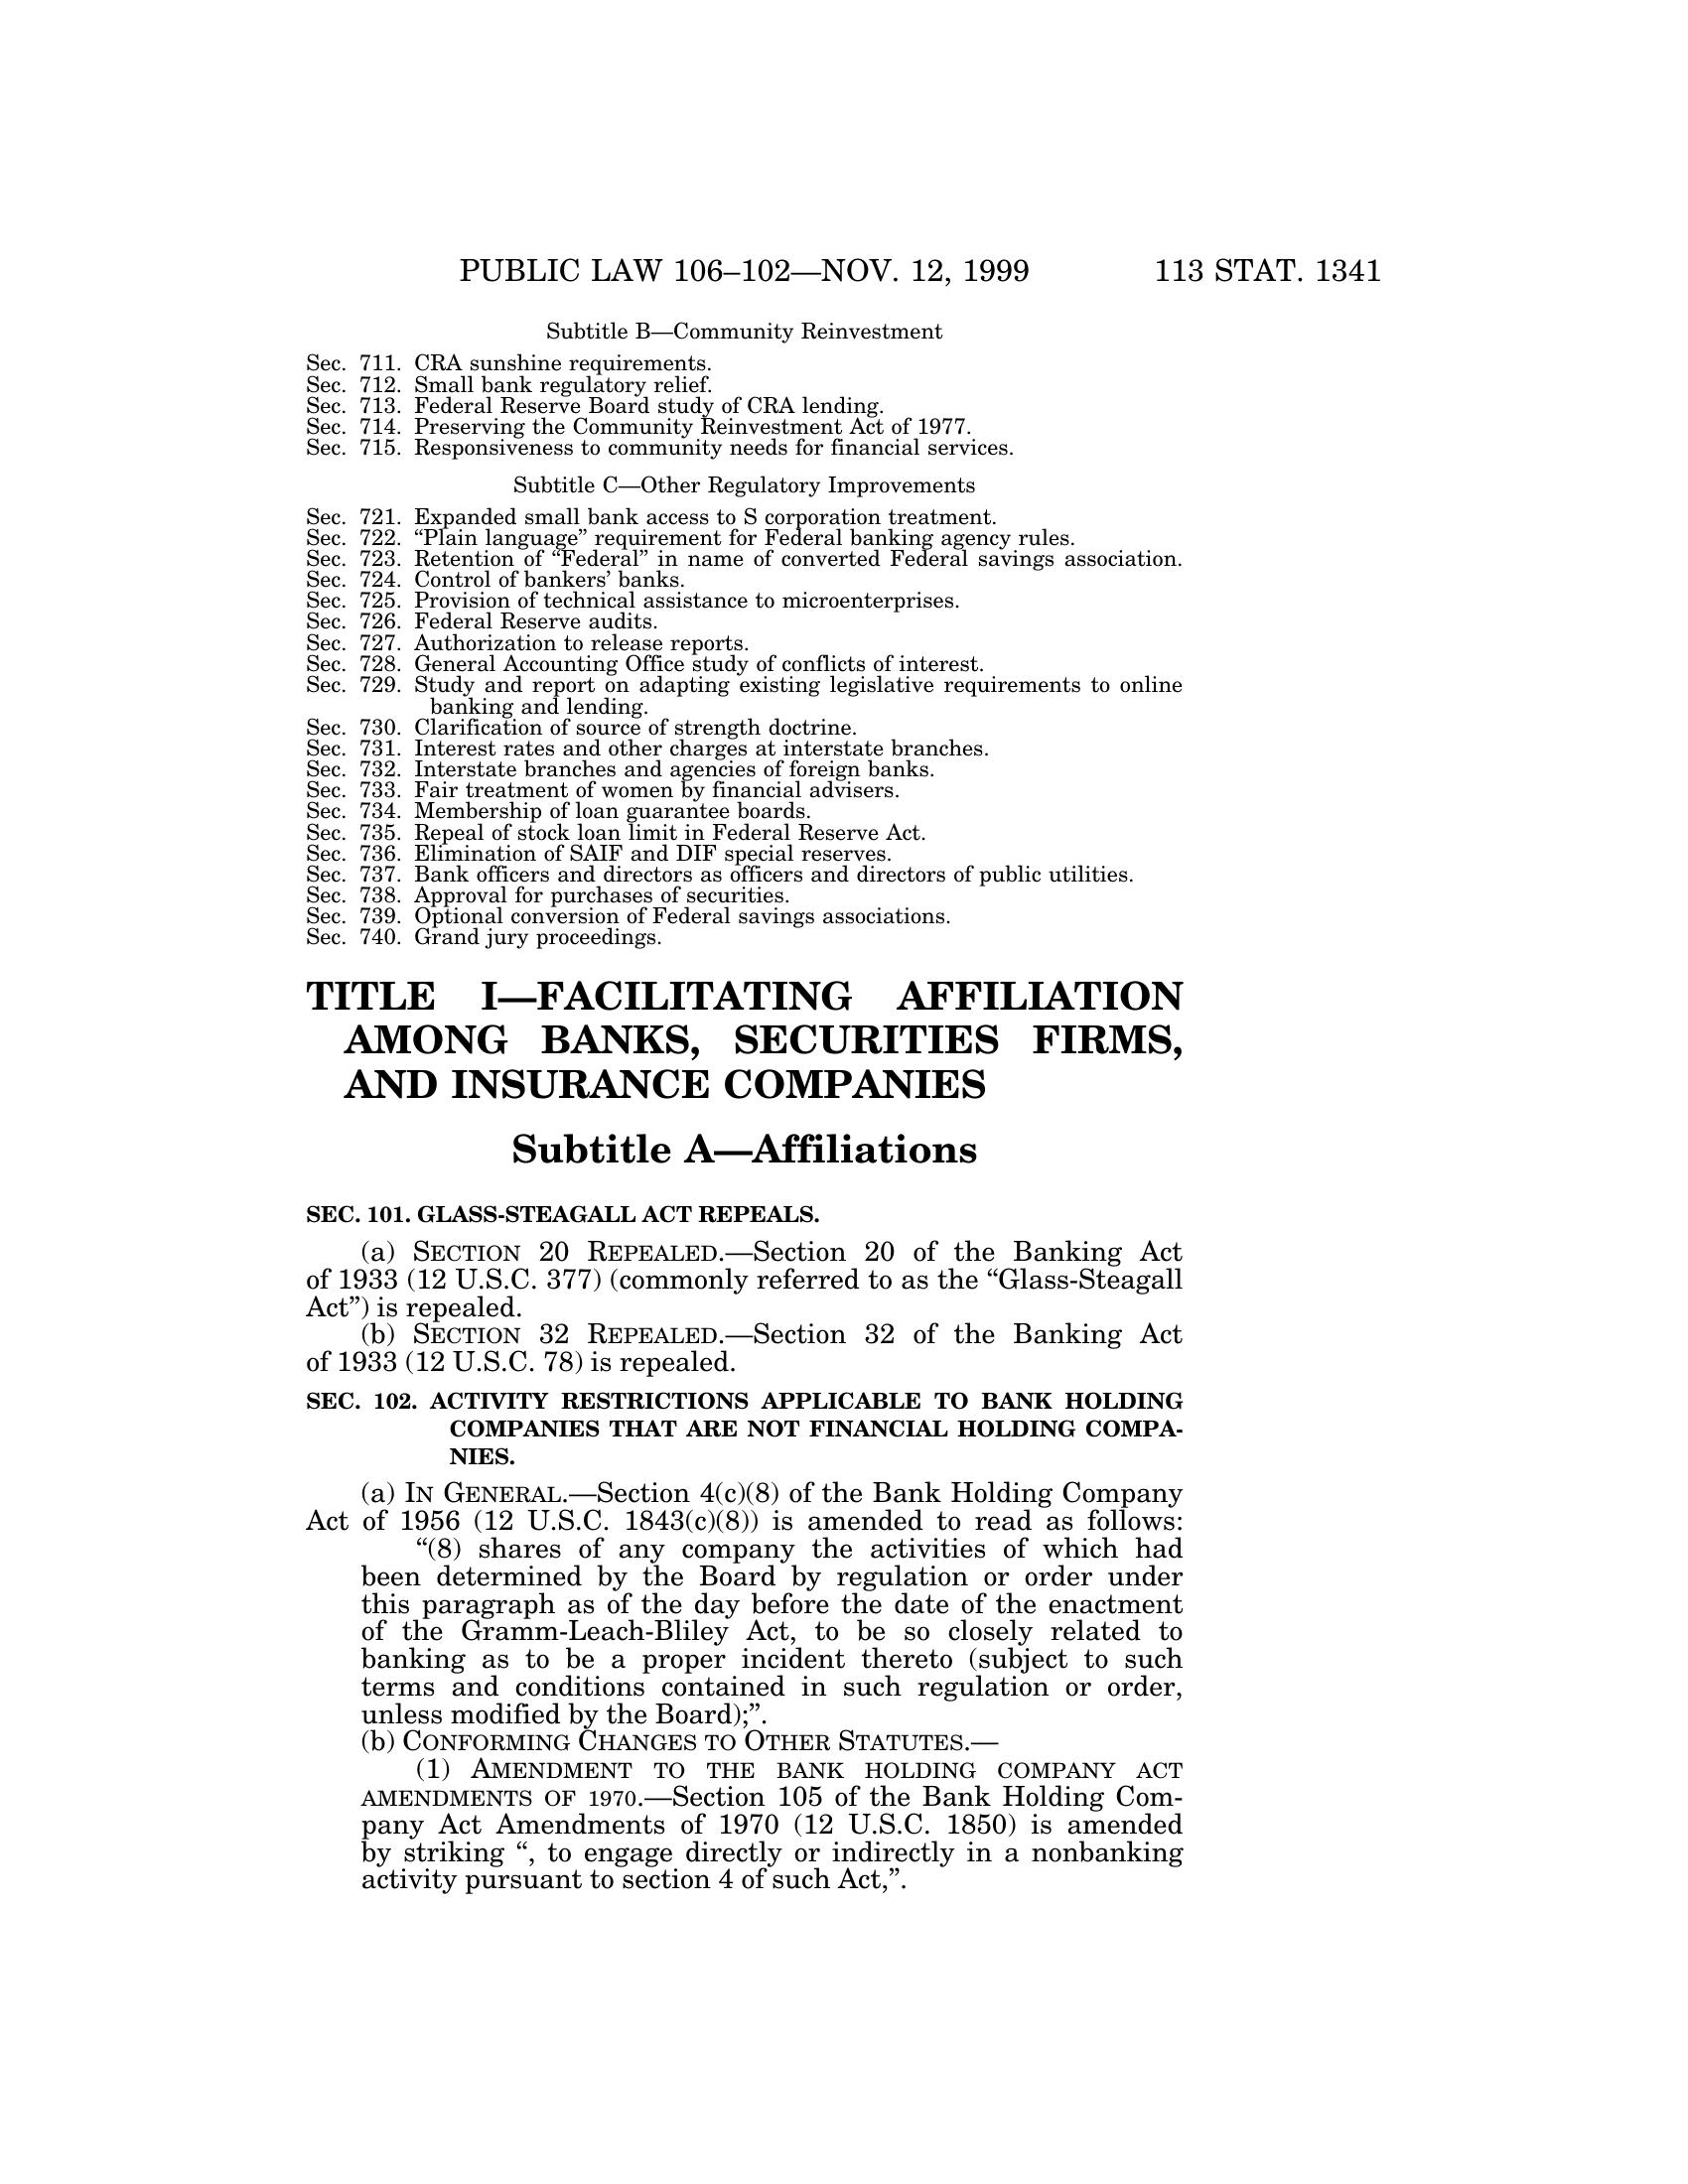 PUBLIC LAW 106–102—NOV. 12, 1999 113 STAT. 1341
Subtitle B—Community Reinvestment
Sec. 711. CRA sunshine requirements.
Sec. 712. Small bank regulatory relief.
Sec. 713. Federal Reserve Board study of CRA lending.
Sec. 714. Preserving the Community Reinvestment Act of 1977.
Sec. 715. Responsiveness to community needs for financial services.
Subtitle C—Other Regulatory Improvements
Sec. 721. Expanded small bank access to S corporation treatment.
Sec. 722. “Plain language” requirement for Federal banking agency rules.
Sec. 723. Retention of “Federal” in name of converted Federal savings association.
Sec. 724. Control of bankers’ banks.
Sec. 725. Provision of technical assistance to microenterprises.
Sec. 726. Federal Reserve audits.
Sec. 727. Authorization to release reports.
Sec. 728. General Accounting Office study of conflicts of interest.
Sec. 729. Study and report on adapting existing legislative requirements to online
banking and lending.
Sec. 730. Clarification of source of strength doctrine.
Sec. 731. Interest rates and other charges at interstate branches.
Sec. 732. Interstate branches and agencies of foreign banks.
Sec. 733. Fair treatment of women by financial advisers.
Sec. 734. Membership of loan guarantee boards.
Sec. 735. Repeal of stock loan limit in Federal Reserve Act.
Sec. 736. Elimination of SAIF and DIF special reserves.
Sec. 737. Bank officers and directors as officers and directors of public utilities.
Sec. 738. Approval for purchases of securities.
Sec. 739. Optional conversion of Federal savings associations.
Sec. 740. Grand jury proceedings.
TITLE I—FACILITATING AFFILIATION
AMONG BANKS, SECURITIES FIRMS,
AND INSURANCE COMPANIES
Subtitle A—Affiliations
SEC. 101. GLASS-STEAGALL ACT REPEALS.
(a) SECTION 20 REPEALED.—Section 20 of the Banking Act
of 1933 (12 U.S.C. 377) (commonly referred to as the “Glass-Steagall
Act”) is repealed.
(b) SECTION 32 REPEALED.—Section 32 of the Banking Act
of 1933 (12 U.S.C. 78) is repealed.
SEC. 102. ACTIVITY RESTRICTIONS APPLICABLE TO BANK HOLDING
COMPANIES THAT ARE NOT FINANCIAL HOLDING COMPA-
NIES.
(a) IN GENERAL.—Section 4(c)(8) of the Bank Holding Company
Act of 1956 (12 U.S.C. 1843(c)(8)) is amended to read as follows:
“(8) shares of any company the activities of which had
been determined by the Board by regulation or order under
this paragraph as of the day before the date of the enactment
of the Gramm-Leach-Bliley Act, to be so closely related to
banking as to be a proper incident thereto (subject to such
terms and conditions contained in such regulation or order,
unless modified by the Board);”.
(b) CONFORMING CHANGES TO OTHER STATUTES.—
(1) AMENDMENT TO THE BANK HOLDING COMPANY ACT
AMENDMENTS OF 1970.—Section 105 of the Bank Holding Com-
pany Act Amendments of 1970 (12 U.S.C. 1850) is amended
by striking “, to engage directly or indirectly in a nonbanking
activity pursuant to section 4 of such Act,”.